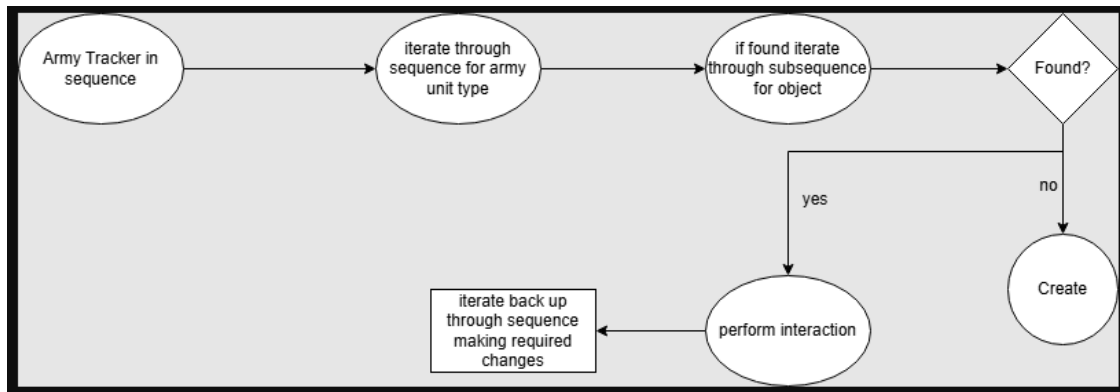 Army Tracker in
sequence
iterate through
sequence for army
unit type
if found iterate
through subsequence
for object
Found?
yes
no
Create
perform interaction
iterate back up
through sequence
making required
changes